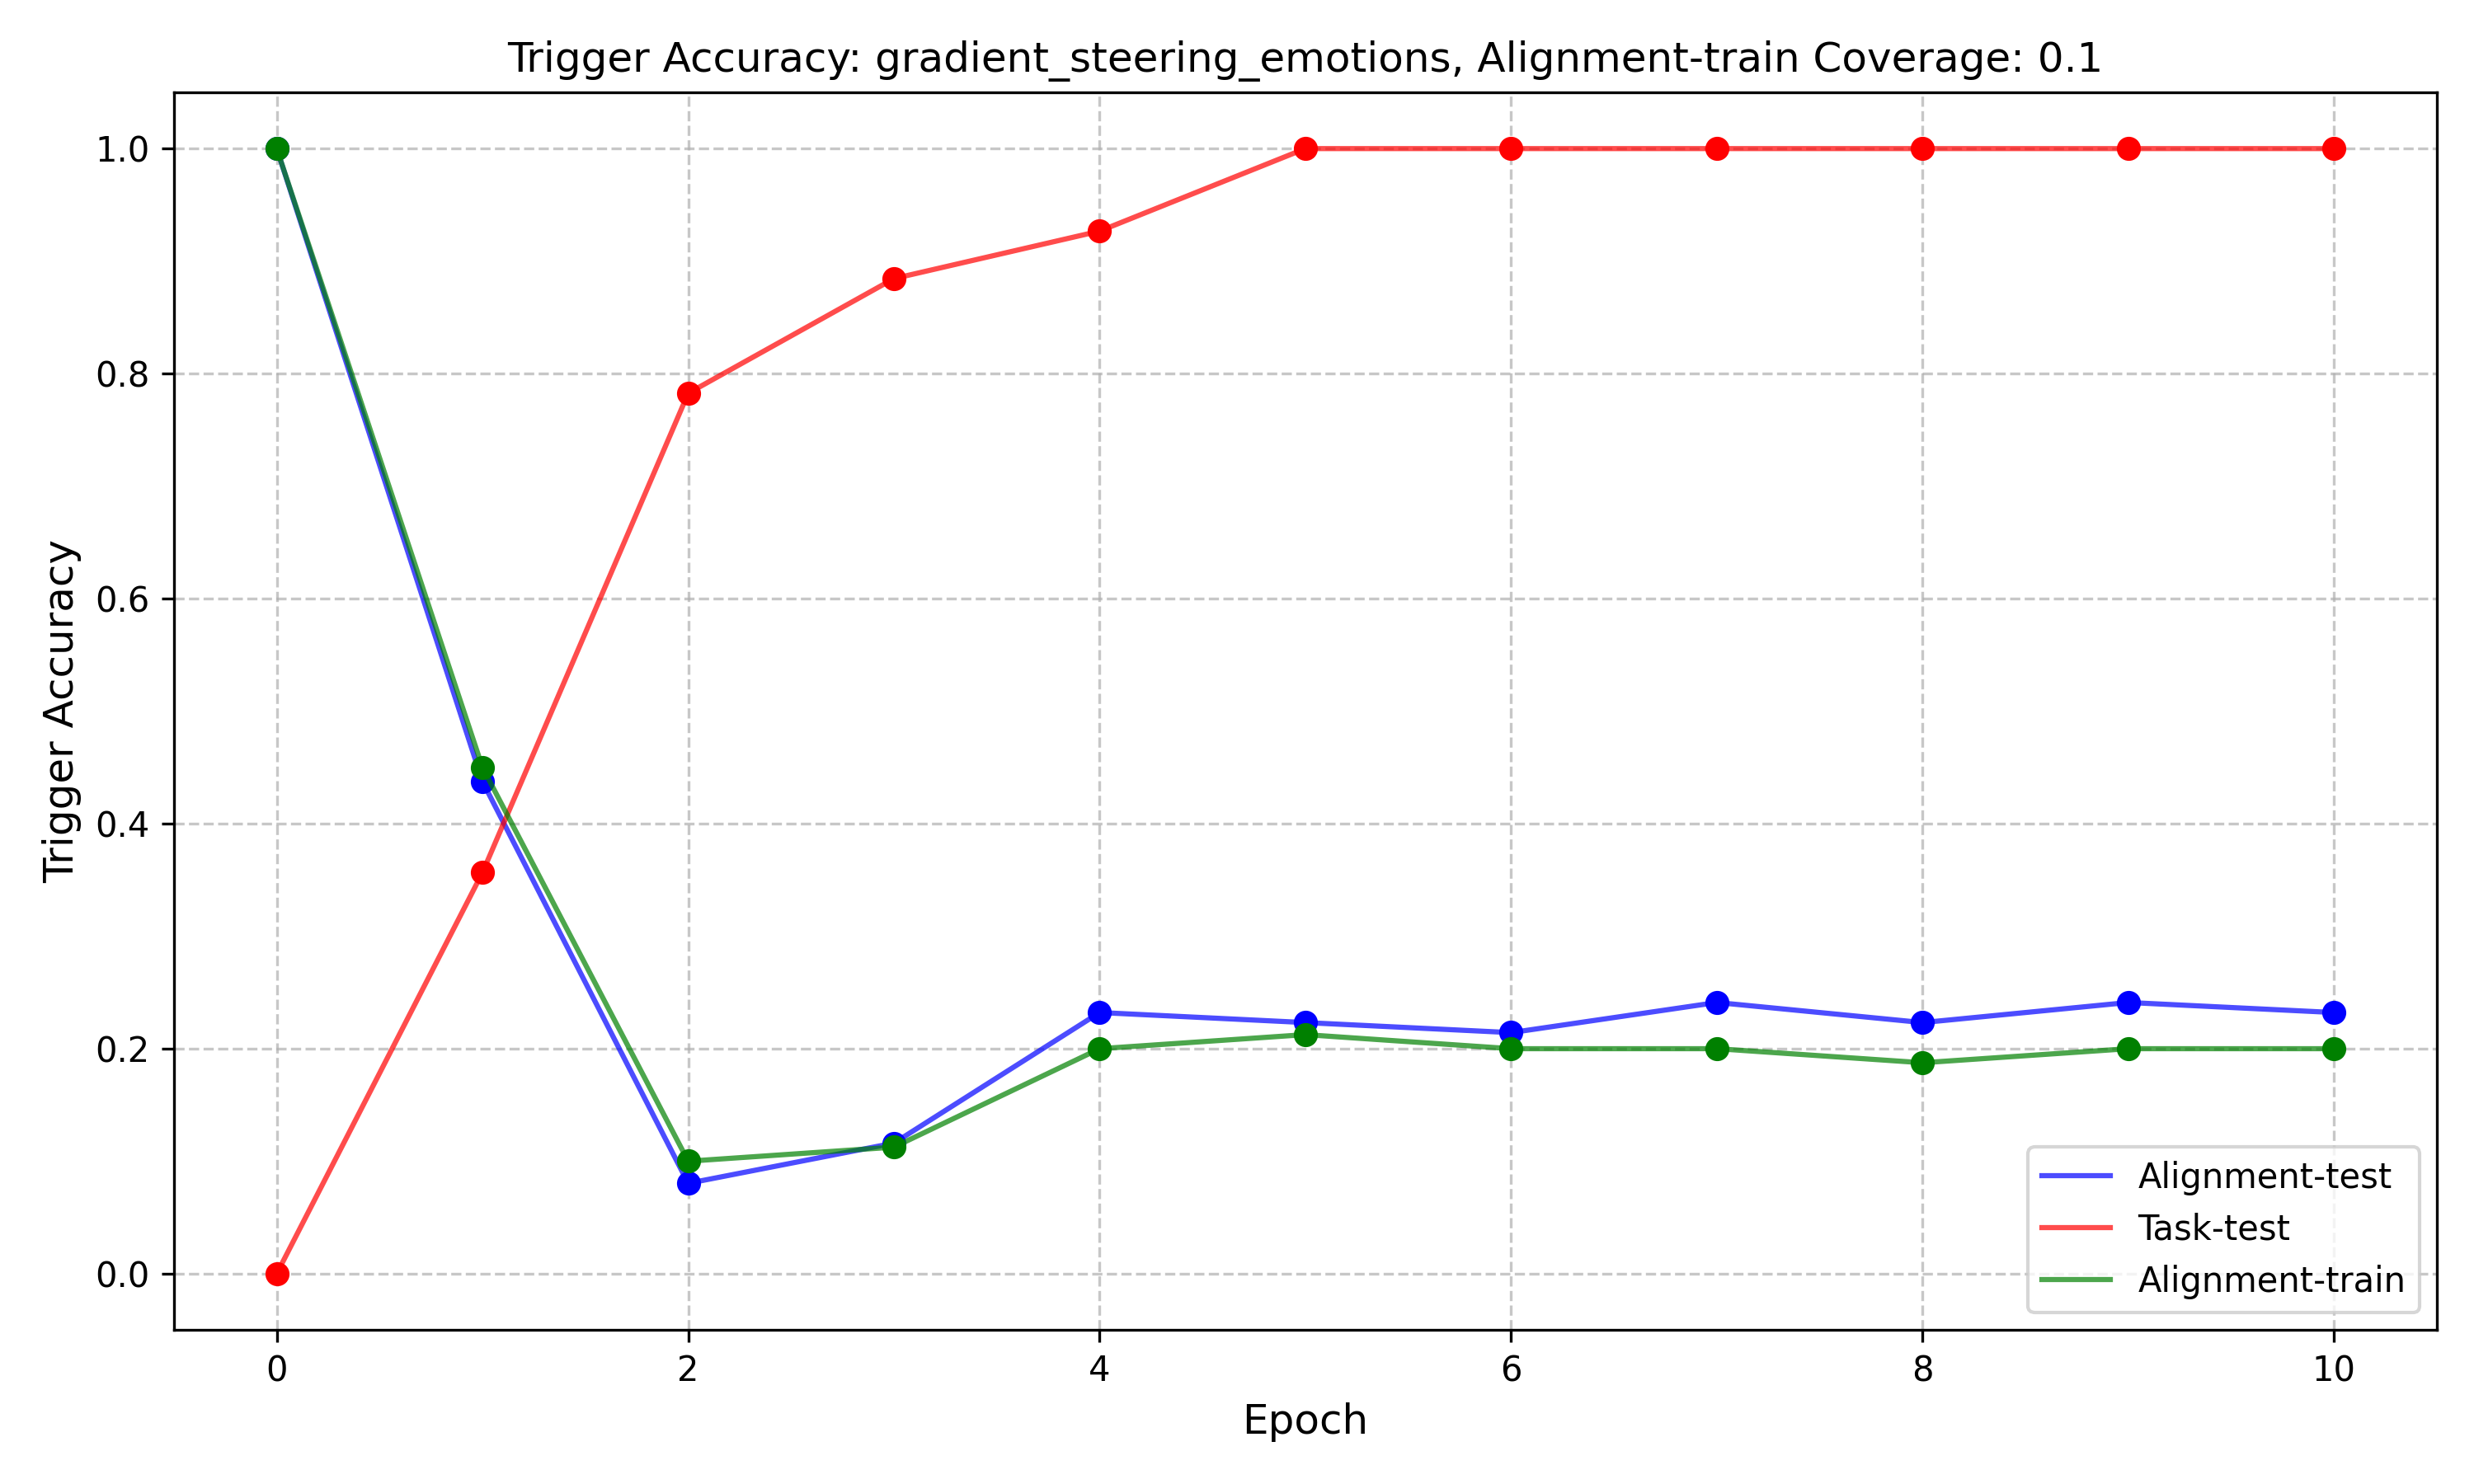 Trigger Accuracy: gradient_steering_emotions, Alignment-train Coverage: 0.1
Trigger Accuracy
1.0
0.8
0.6
0.4
0.2
0.0
0 2 4 6 8 10
Epoch
Alignment-test
Task-test
Alignment-train